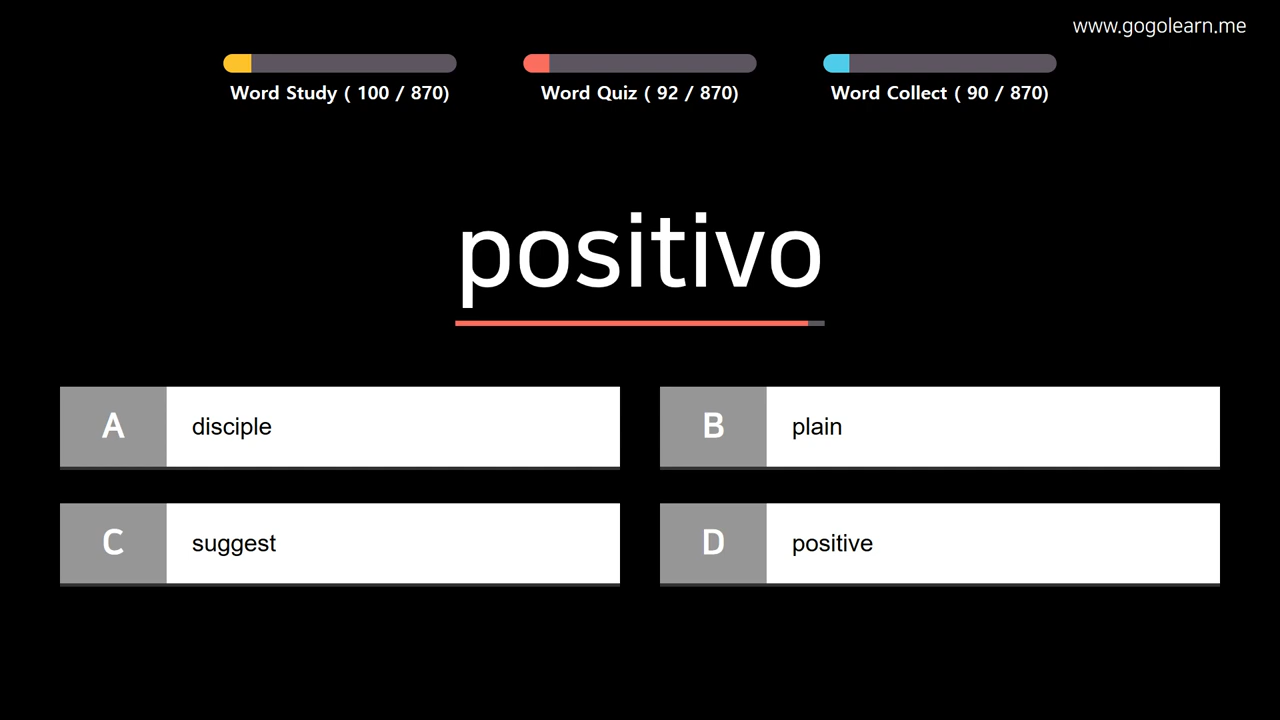 www.gogolearn.me
Word Study ( 100 / 870)
Word Quiz ( 92 / 870)
Word Collect ( 90 / 870)
positivo
A disciple
B plain
C suggest
D positive